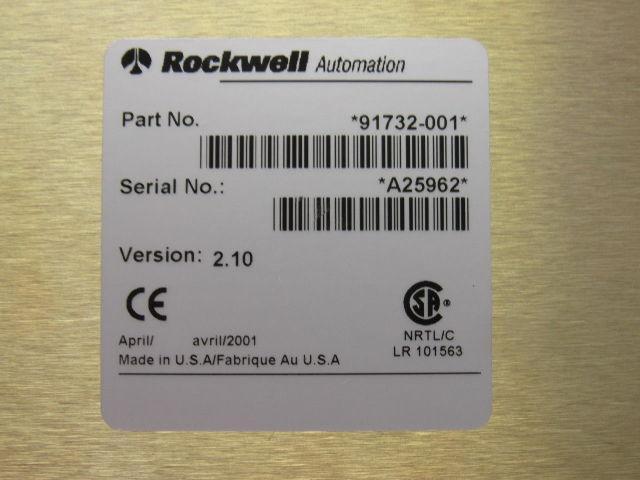 Rockwell Automation
Part No. *91732-001*
Serial No.: *A25962*
Version: 2.10
CE
SA
®
April/ avril/2001
NRTL/C
Made in U.S.A/Fabrique Au U.S.A
LR 101563